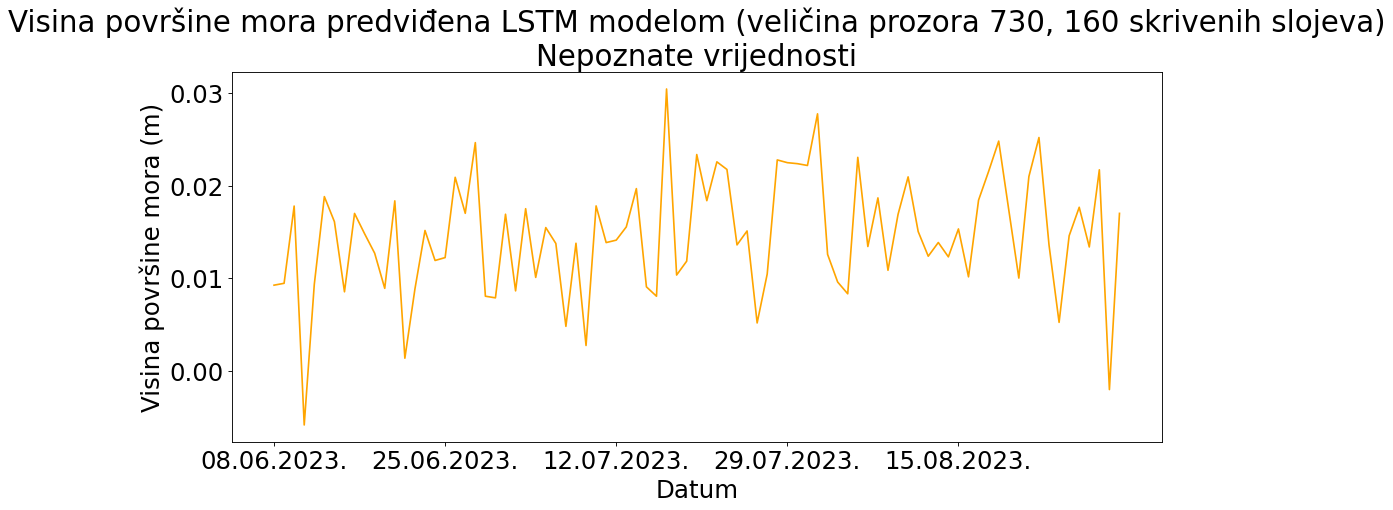 Visina površine mora predviđena LSTM modelom (veličina prozora 730, 160 skrivenih slojeva)
Nepoznate vrijednosti
Visina površine mora (m)
0.03
0.02
0.01
0.00
08.06.2023. 25.06.2023. 12.07.2023. 29.07.2023. 15.08.2023.
Datum